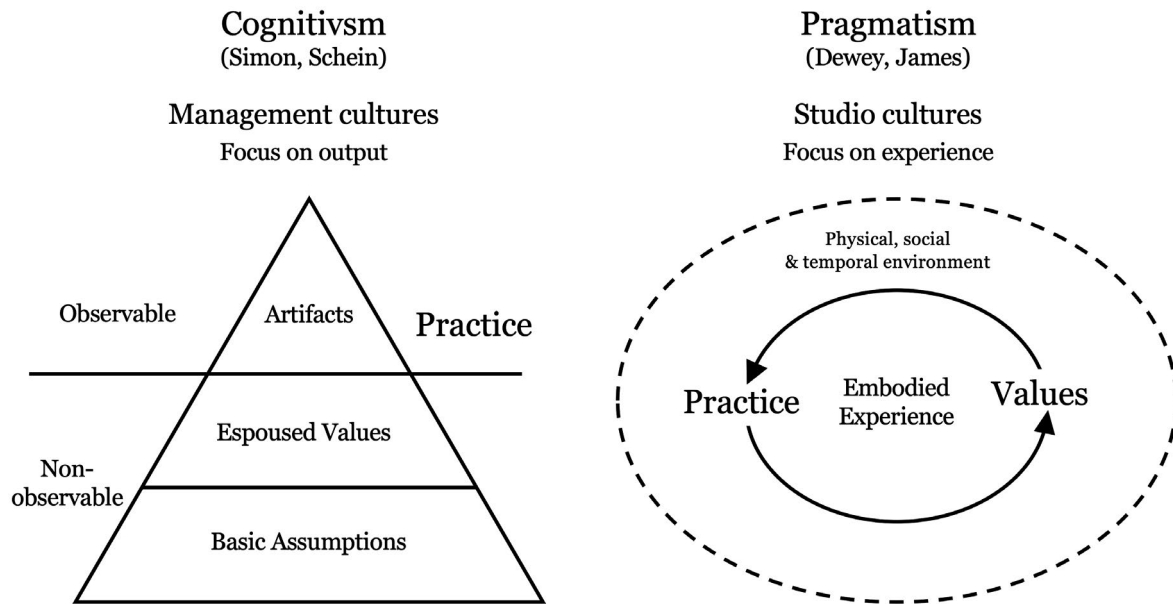 Cognitivsm
(Simon, Schein)
Management cultures
Focus on output
Observable
Artifacts
Practice
Espoused Values
Non-
observable
Basic Assumptions
Pragmatism
(Dewey, James)
Studio cultures
Focus on experience
Physical, social
& temporal environment
Practice
Embodied
Experience
Values